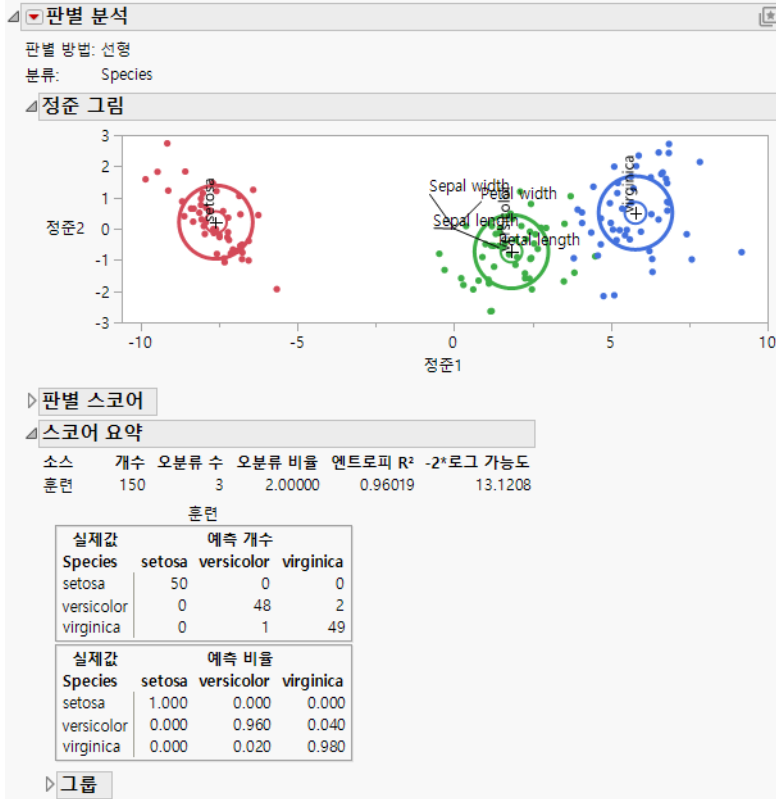 판별 분석
판별 방법: 선형
분류: Species
정준 그림
3
2
1
0
-1
-2
-3
정준2
setosa
Sepal width
Petal width
Sepal length
Petal length
virginica
-10 -5 0 5 10
정준1
판별 스코어
스코어 요약
소스 개수 오분류 수 오분류 비율 엔트로피 R² -2*로그 가능도
훈련 150 3 2.00000 0.96019 13.1208
훈련
실제값 예측 개수
Species setosa versicolor virginica
setosa 50 0 0
versicolor 0 48 2
virginica 0 1 49
실제값 예측 비율
Species setosa versicolor virginica
setosa 1.000 0.000 0.000
versicolor 0.000 0.960 0.040
virginica 0.000 0.020 0.980
그룹